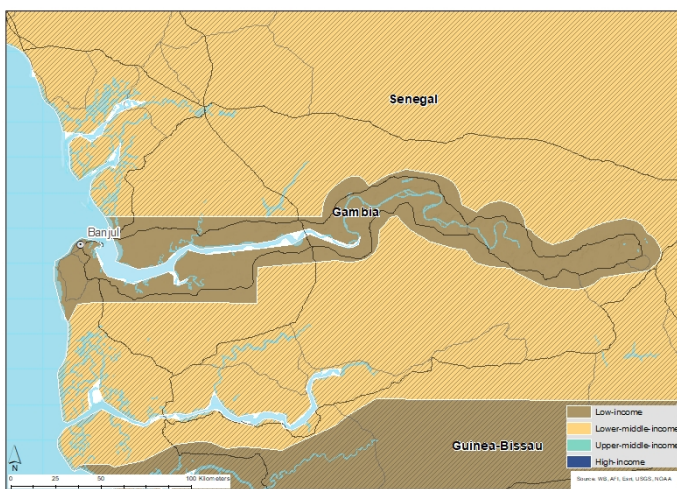 Senegal
Gambia
Banjul
Guinea-Bissau
Low-income
Lower-middle-income
Upper-middle-income
High-income
N
0 20 50 100 Kilometers
Source: WB, AFI, Esri, USGS, NOAA